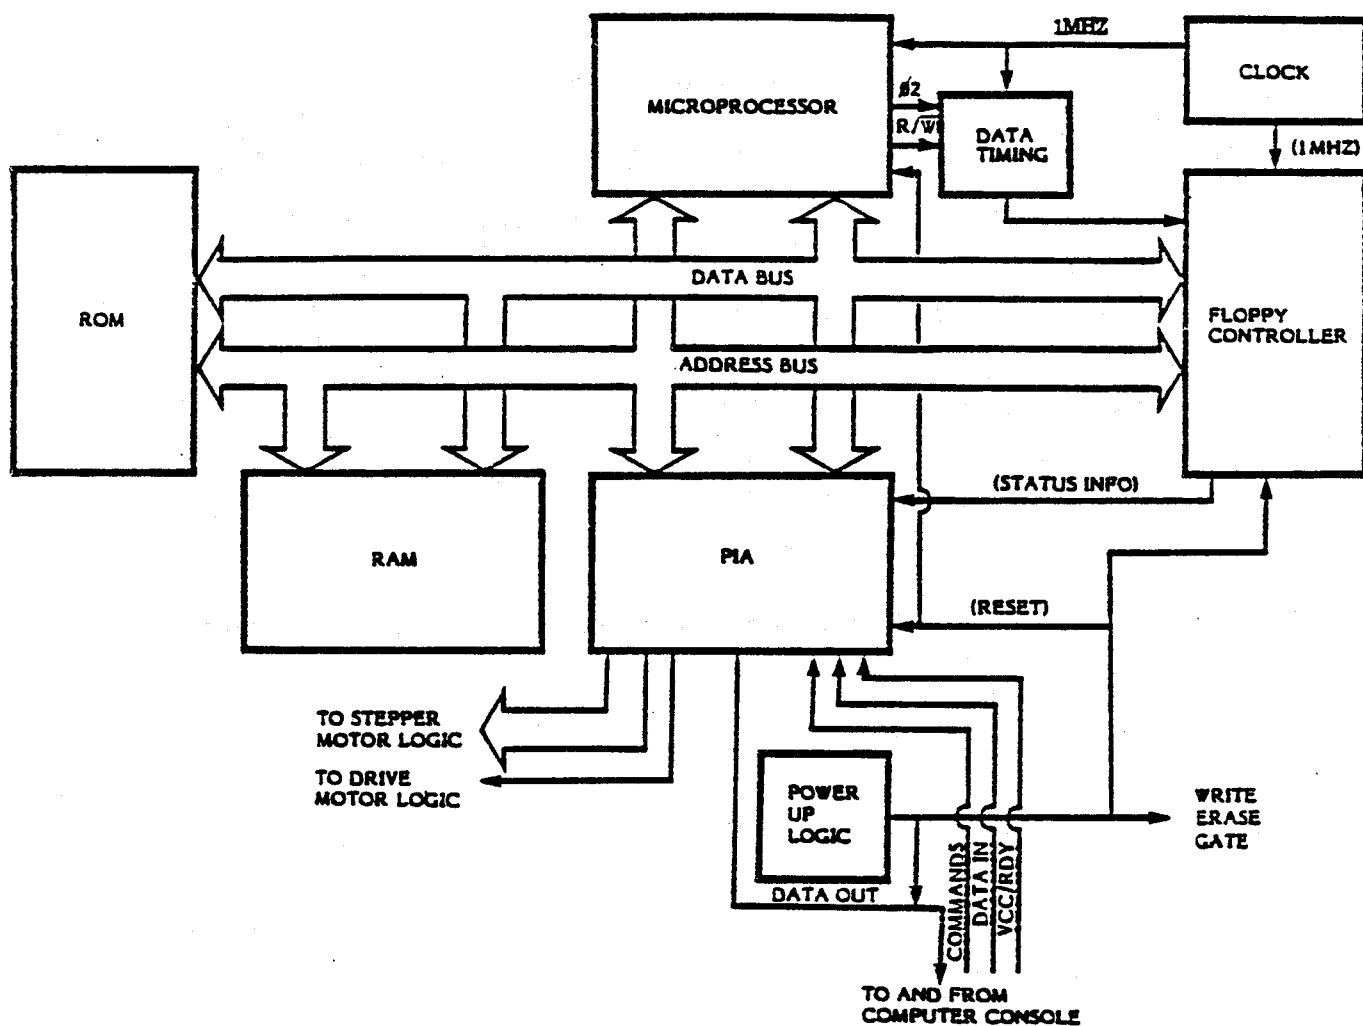 1MHZ
CLOCK
MICROPROCESSOR
ø2
R/W
DATA
TIMING
(1MHZ)
ROM
DATA BUS
FLOPPY
CONTROLLER
ADDRESS BUS
(STATUS INFO)
RAM
PIA
(RESET)
TO STEPPER
MOTOR LOGIC
TO DRIVE
MOTOR LOGIC
POWER
UP
LOGIC
WRITE
ERASE
GATE
DATA OUT
COMMANDS
DATA IN
VCC/RDY
TO AND FROM
COMPUTER CONSOLE